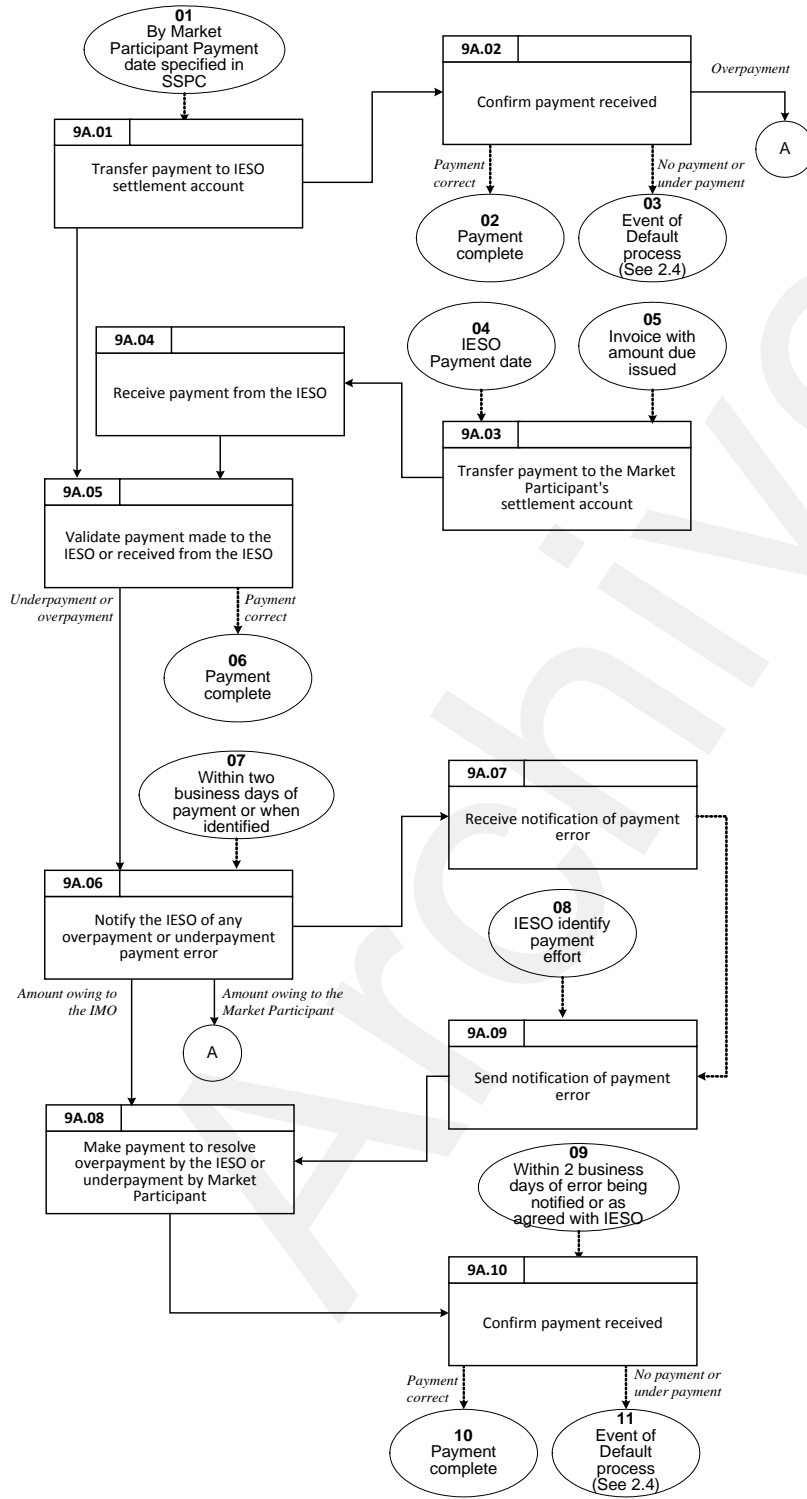 01
By Market
Participant Payment
date specified in
SSPC
9A.01
Transfer payment to IESO
settlement account
9A.02
Confirm payment received
Overpayment
A
Payment
correct
No payment or
under payment
02
Payment
complete
03
Event of
Default
process
(See 2.4)
04
IESO
Payment date
05
Invoice with
amount due
issued
9A.04
Receive payment from the IESO
9A.03
Transfer payment to the Market
Participant's
settlement account
9A.05
Validate payment made to the
IESO or received from the IESO
Underpayment or
overpayment
Payment
correct
06
Payment
complete
07
Within two
business days of
payment or when
identified
9A.07
Receive notification of payment
error
9A.06
Notify the IESO of any
overpayment or underpayment
payment error
08
IESO identify
payment
effort
Amount owing to
the IMO
Amount owing to the
Market Participant
A
9A.09
Send notification of payment
error
9A.08
Make payment to resolve
overpayment by the IESO or
underpayment by Market
Participant
09
Within 2 business
days of error being
notified or as
agreed with IESO
9A.10
Confirm payment received
Payment
correct
No payment or
under payment
10
Payment
complete
11
Event of
Default
process
(See 2.4)
Archive